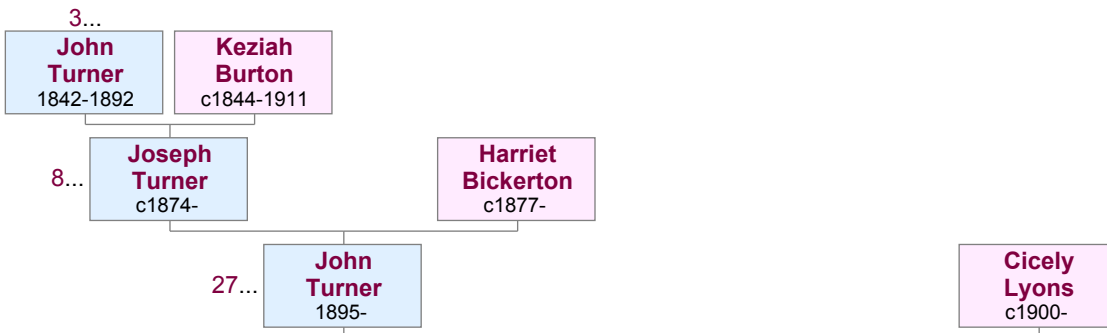 3...
John
Turner
1842-1892
Keziah
Burton
c1844-1911
8...
Joseph
Turner
c1874-
Harriet
Bickerton
c1877-
27...
John
Turner
1895-
Cicely
Lyons
c1900-